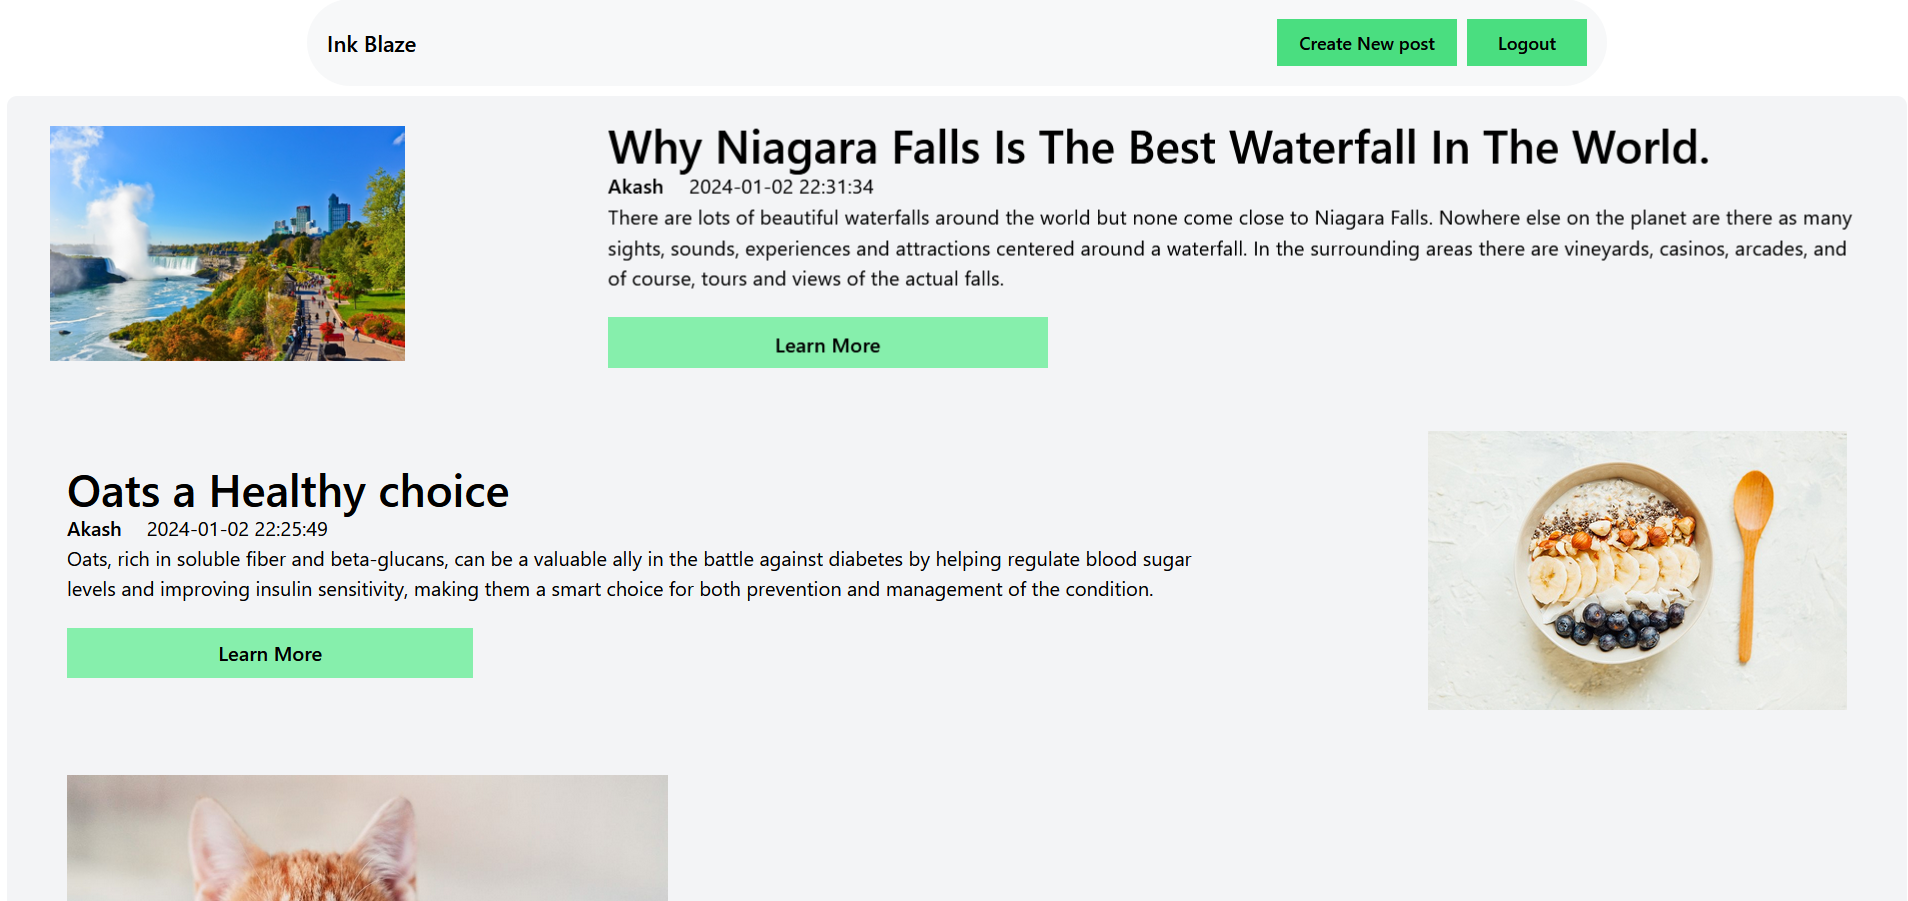 Ink Blaze
Create New post
Logout
Why Niagara Falls Is The Best Waterfall In The World.
Akash 2024-01-02 22:31:34
There are lots of beautiful waterfalls around the world but none come close to Niagara Falls. Nowhere else on the planet are there as many
sights, sounds, experiences and attractions centered around a waterfall. In the surrounding areas there are vineyards, casinos, arcades, and
of course, tours and views of the actual falls.
Learn More
Oats a Healthy choice
Akash 2024-01-02 22:25:49
Oats, rich in soluble fiber and beta-glucans, can be a valuable ally in the battle against diabetes by helping regulate blood sugar
levels and improving insulin sensitivity, making them a smart choice for both prevention and management of the condition.
Learn More